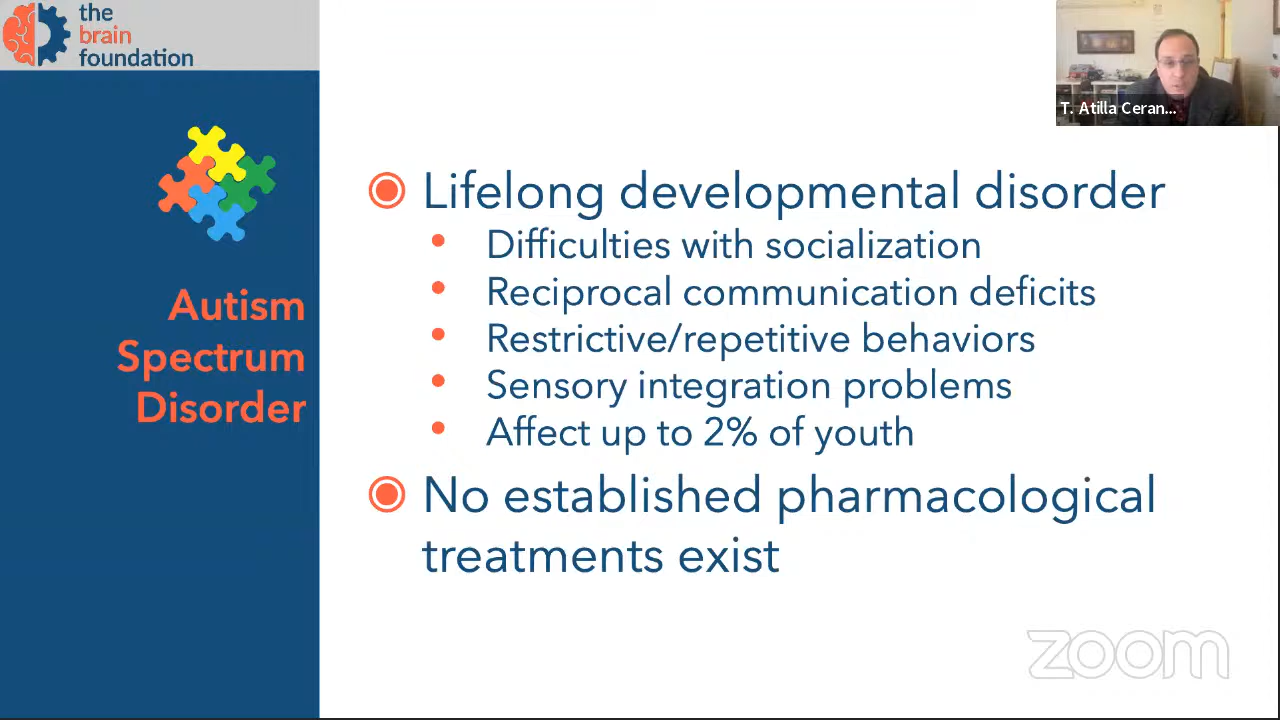 the
brain
foundation
T. Atilla Ceran...
Autism
Spectrum
Disorder
Lifelong developmental disorder
Difficulties with socialization
Reciprocal communication deficits
Restrictive/repetitive behaviors
Sensory integration problems
Affect up to 2% of youth
No established pharmacological
treatments exist
zoom